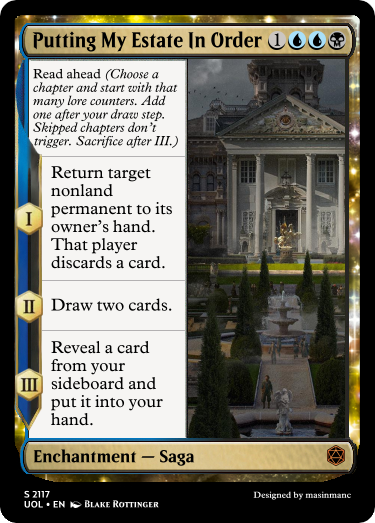 Putting My Estate In Order 1
Read ahead (Choose a
chapter and start with that
many lore counters. Add
one after your draw step.
Skipped chapters don't
trigger. Sacrifice after III.)
I
Return target
nonland
permanent to its
owner's hand.
That player
discards a card.
II
Draw two cards.
III
Reveal a card
from your
sideboard and
put it into your
hand.
Enchantment — Saga
S 2117
UOL • EN Blake Rottinger
Designed by masinmanc